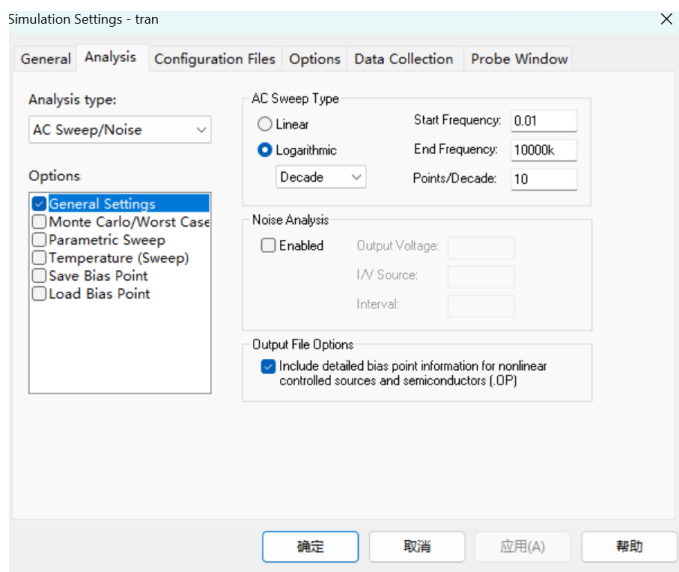 Simulation Settings - tran
General Analysis Configuration Files Options Data Collection Probe Window
Analysis type:
AC Sweep/Noise
Options
General Settings
Monte Carlo/Worst Case
Parametric Sweep
Temperature (Sweep)
Save Bias Point
Load Bias Point
AC Sweep Type
Linear
Logarithmic
Decade
Start Frequency: 0.01
End Frequency: 10000k
Points/Decade: 10
Noise Analysis
Enabled
Output Voltage:
I/V Source:
Interval:
Output File Options
Include detailed bias point information for nonlinear
controlled sources and semiconductors (.OP)
确定 取消 应用(A) 帮助